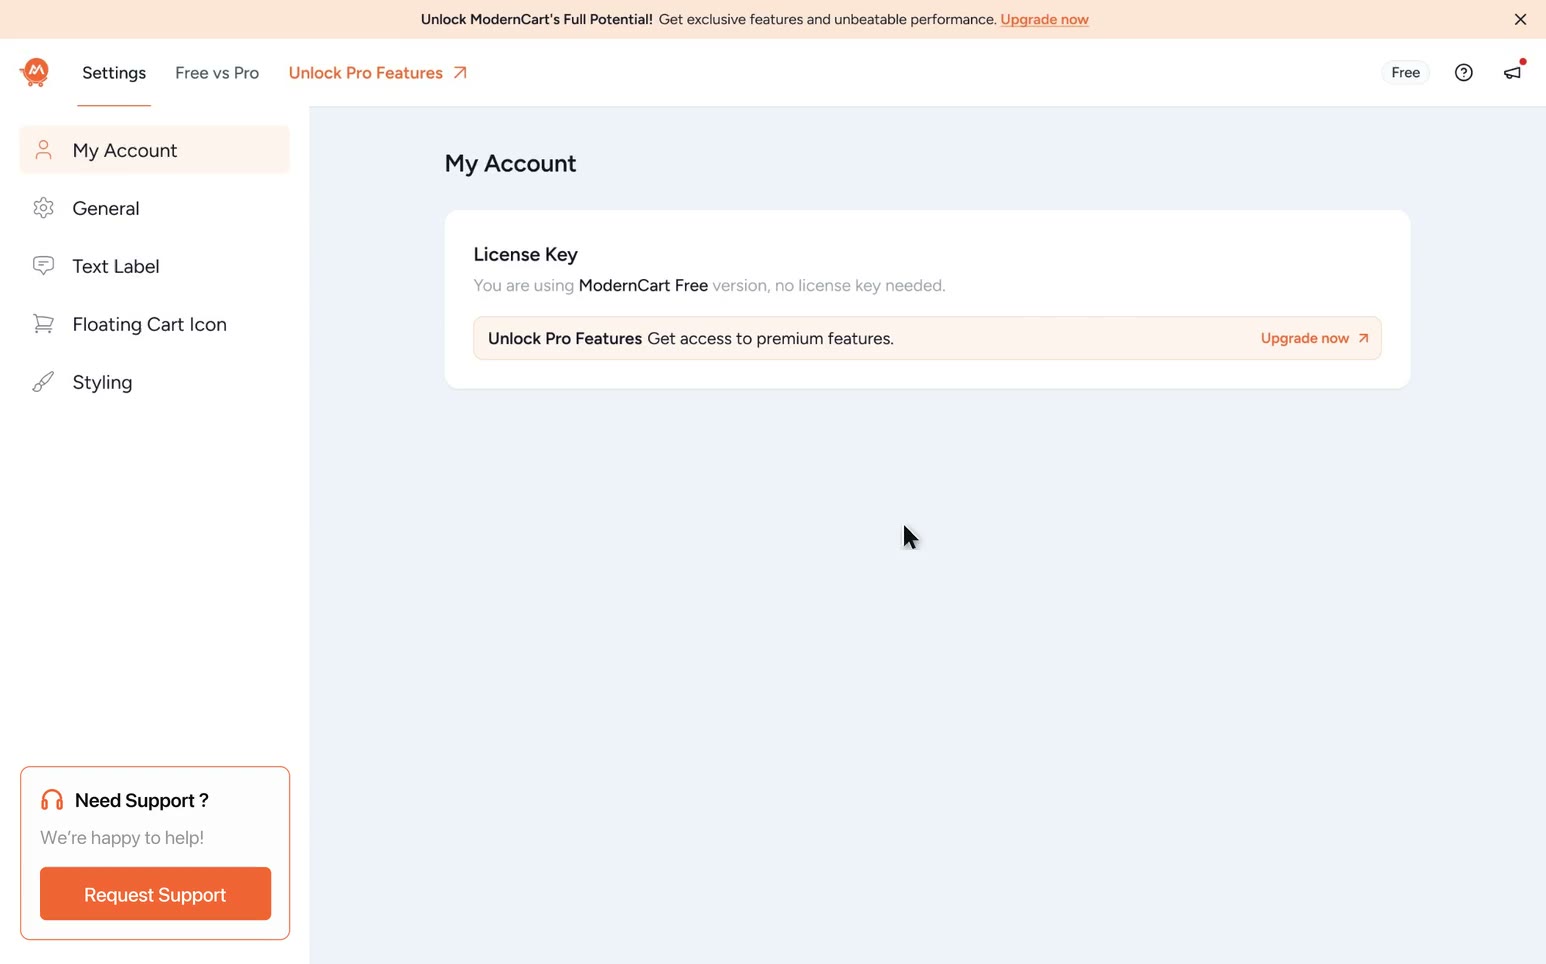 Unlock ModernCart's Full Potential! Get exclusive features and unbeatable performance. Upgrade now
Settings
Free vs Pro
Unlock Pro Features
Free
My Account
General
Text Label
Floating Cart Icon
Styling
My Account
License Key
You are using ModernCart Free version, no license key needed.
Unlock Pro Features Get access to premium features.
Upgrade now
Need Support ?
We're happy to help!
Request Support